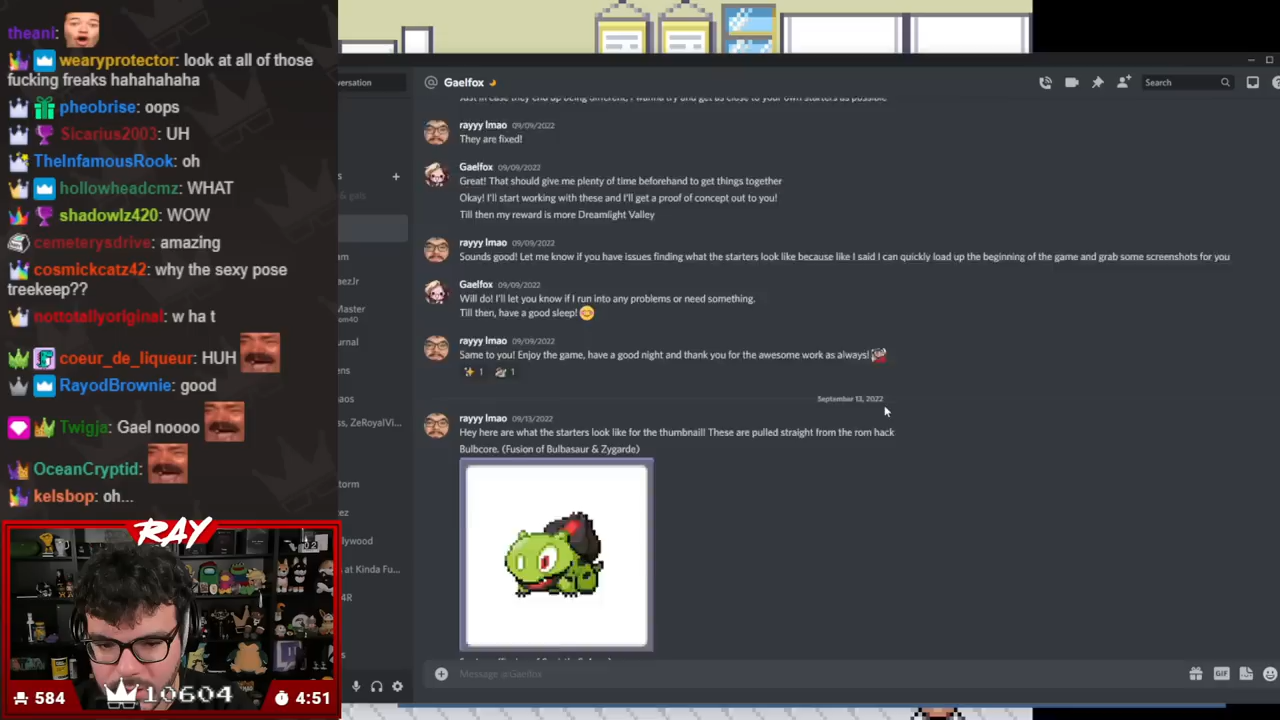 theani:
wearyprotector: look at all of those
fucking freaks hahahahaha
pheobrise: oops
Sicarius2003: UH
TheInfamousRook: oh
hollowheadcmz: WHAT
shadowlz420: WOW
cemeterysdrive: amazing
cosmickatz42: why the sexy pose
treekeep??
nottotallyoriginal: w ha t
coeur_de_liqueur: HUH
RayodBrownie: good
Twigja: Gael noooo
OceanCryptid:
kelsbop: oh...
RAY
584
10604
4:51
@ Gaelfox
Search
rayyy lmao 09/09/2022
They are fixed!
Gaelfox 09/09/2022
Great! That should give me plenty of time beforehand to get things together
Okay! I'll start working with these and I'll get a proof of concept out to you!
Till then my reward is more Dreamlight Valley
rayyy lmao 09/09/2022
Sounds good! Let me know if you have issues finding what the starters look like because like I said I can quickly load up the beginning of the game and grab some screenshots for you
Gaelfox 09/09/2022
Will do! I'll let you know if I run into any problems or need something.
Till then, have a good sleep!
rayyy lmao 09/09/2022
Same to you! Enjoy the game, have a good night and thank you for the awesome work as always!
1 1
September 13, 2022
rayyy lmao 09/13/2022
Hey here are what the starters look like for the thumbnail! These are pulled straight from the rom hack
Bulbcore. (Fusion of Bulbasaur & Zygarde)
Message @Gaelfox
GIF